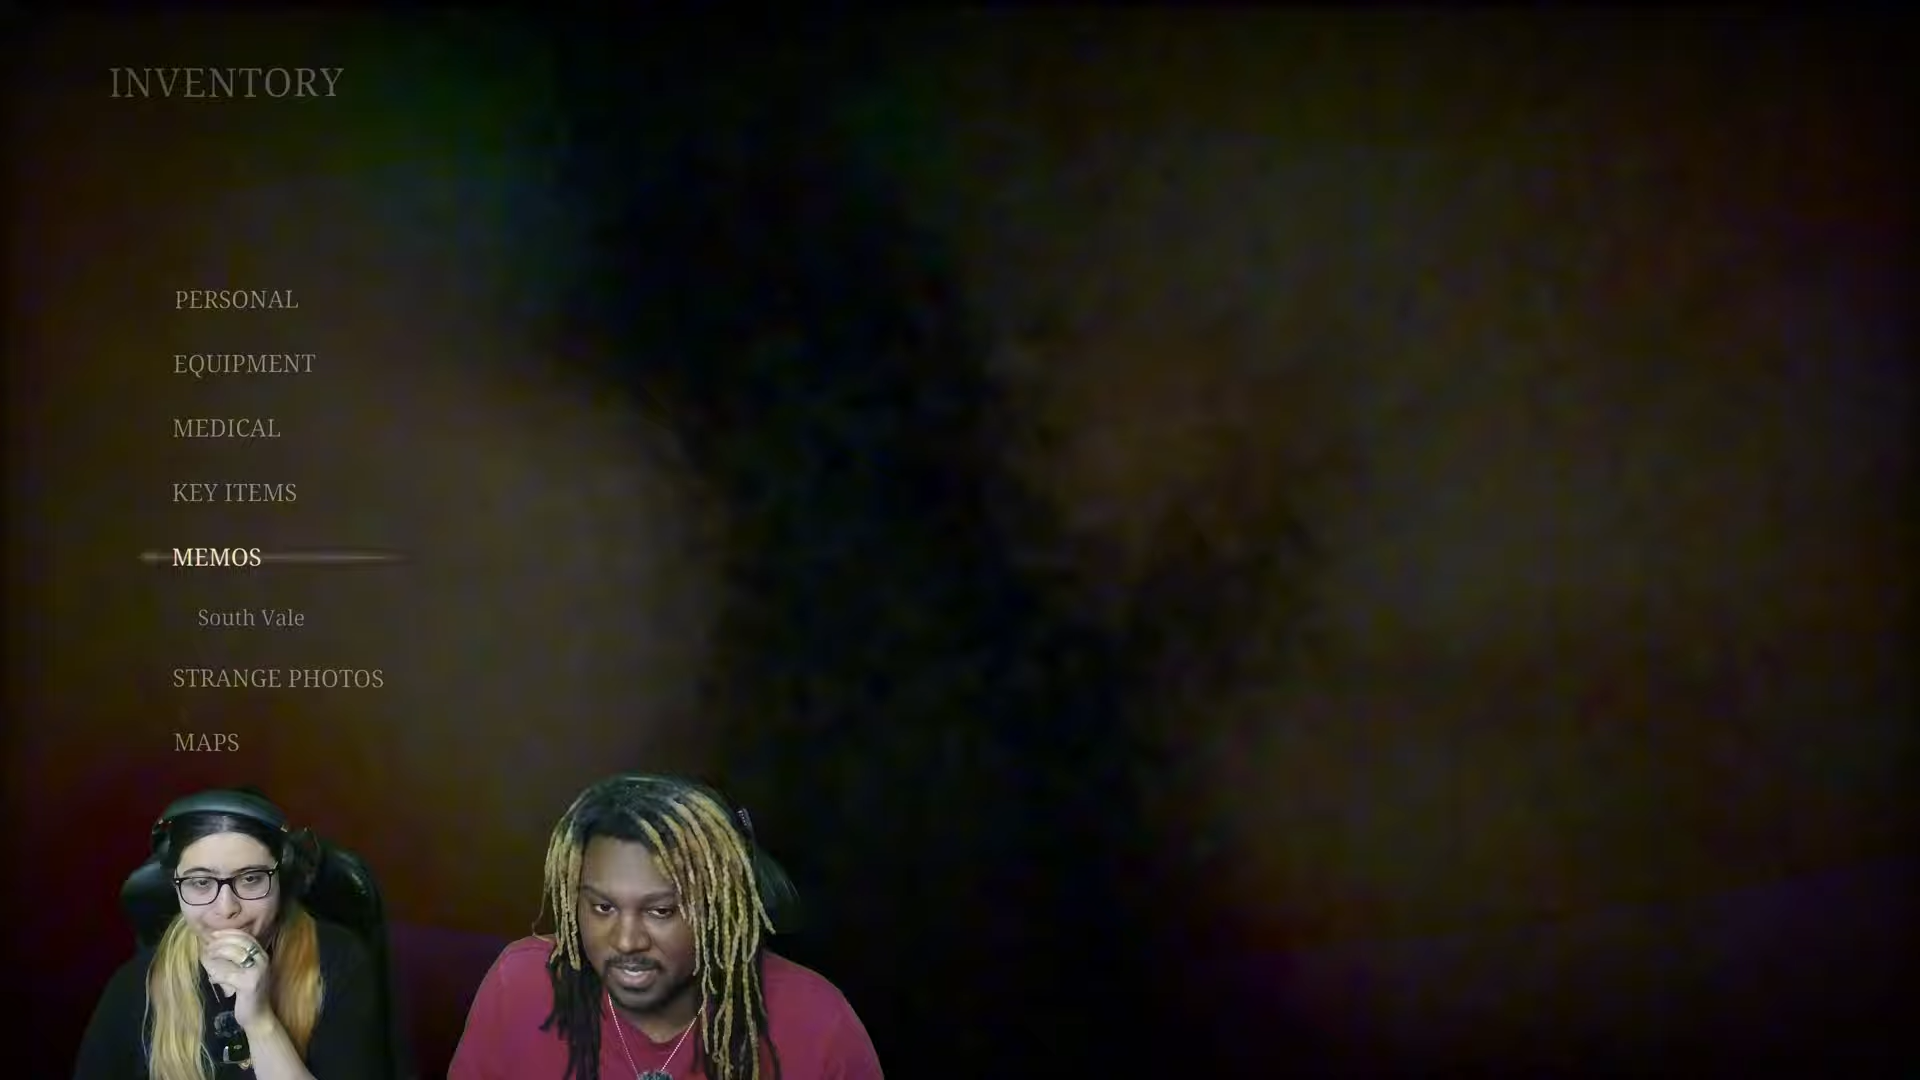 INVENTORY
PERSONAL
EQUIPMENT
MEDICAL
KEY ITEMS
MEMOS
South Vale
STRANGE PHOTOS
MAPS